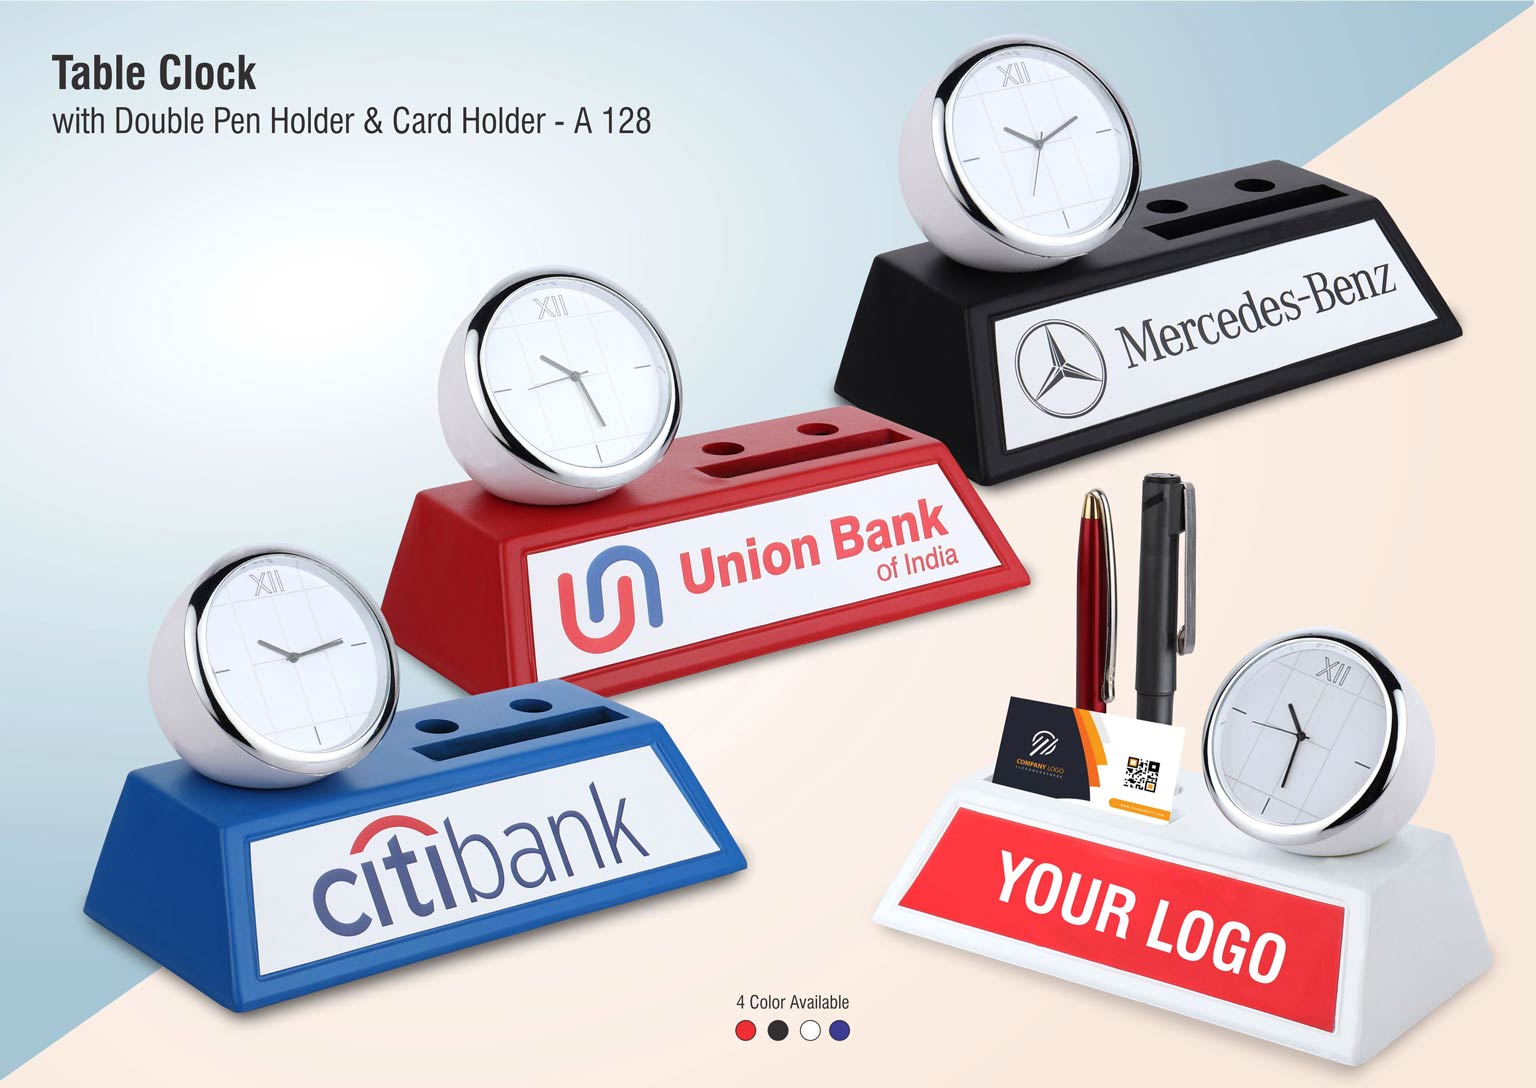 Table Clock
with Double Pen Holder & Card Holder - A 128
XII
Mercedes-Benz
XII
Union Bank
of India
XII
citibank
XII
COMPANY LOGO
YOUR LOGO
4 Color Available